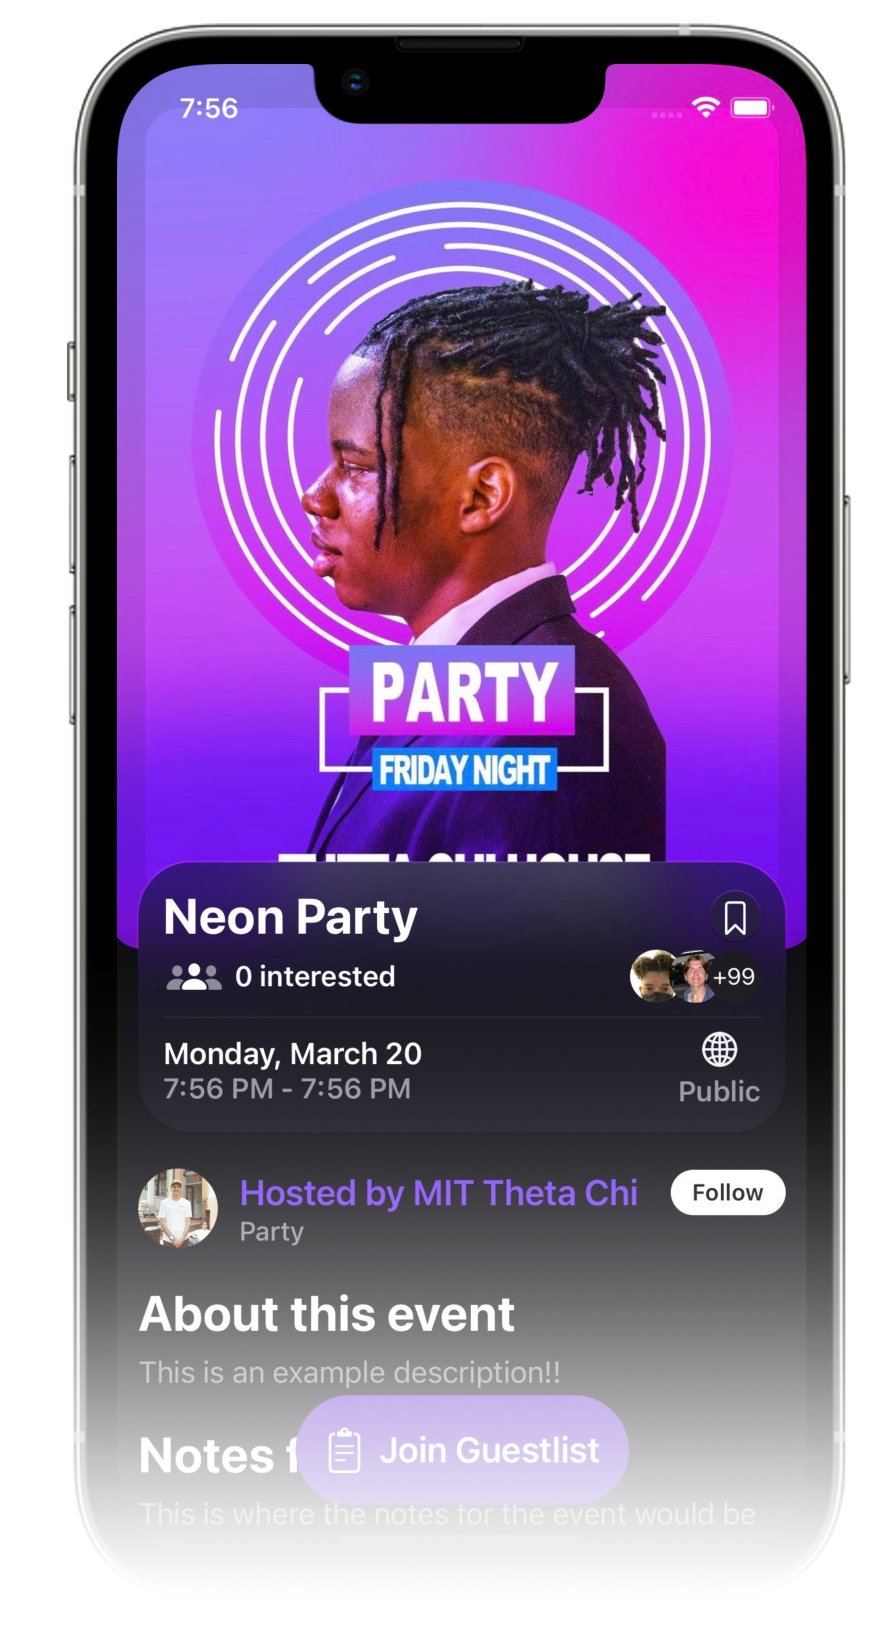 7:56
PARTY
FRIDAY NIGHT
Neon Party
0 interested
+99
Monday, March 20
7:56 PM - 7:56 PM
Public
Hosted by MIT Theta Chi
Follow
Party
About this event
This is an example description!!
Notes
Join Guestlist
This is where the notes for the event would be